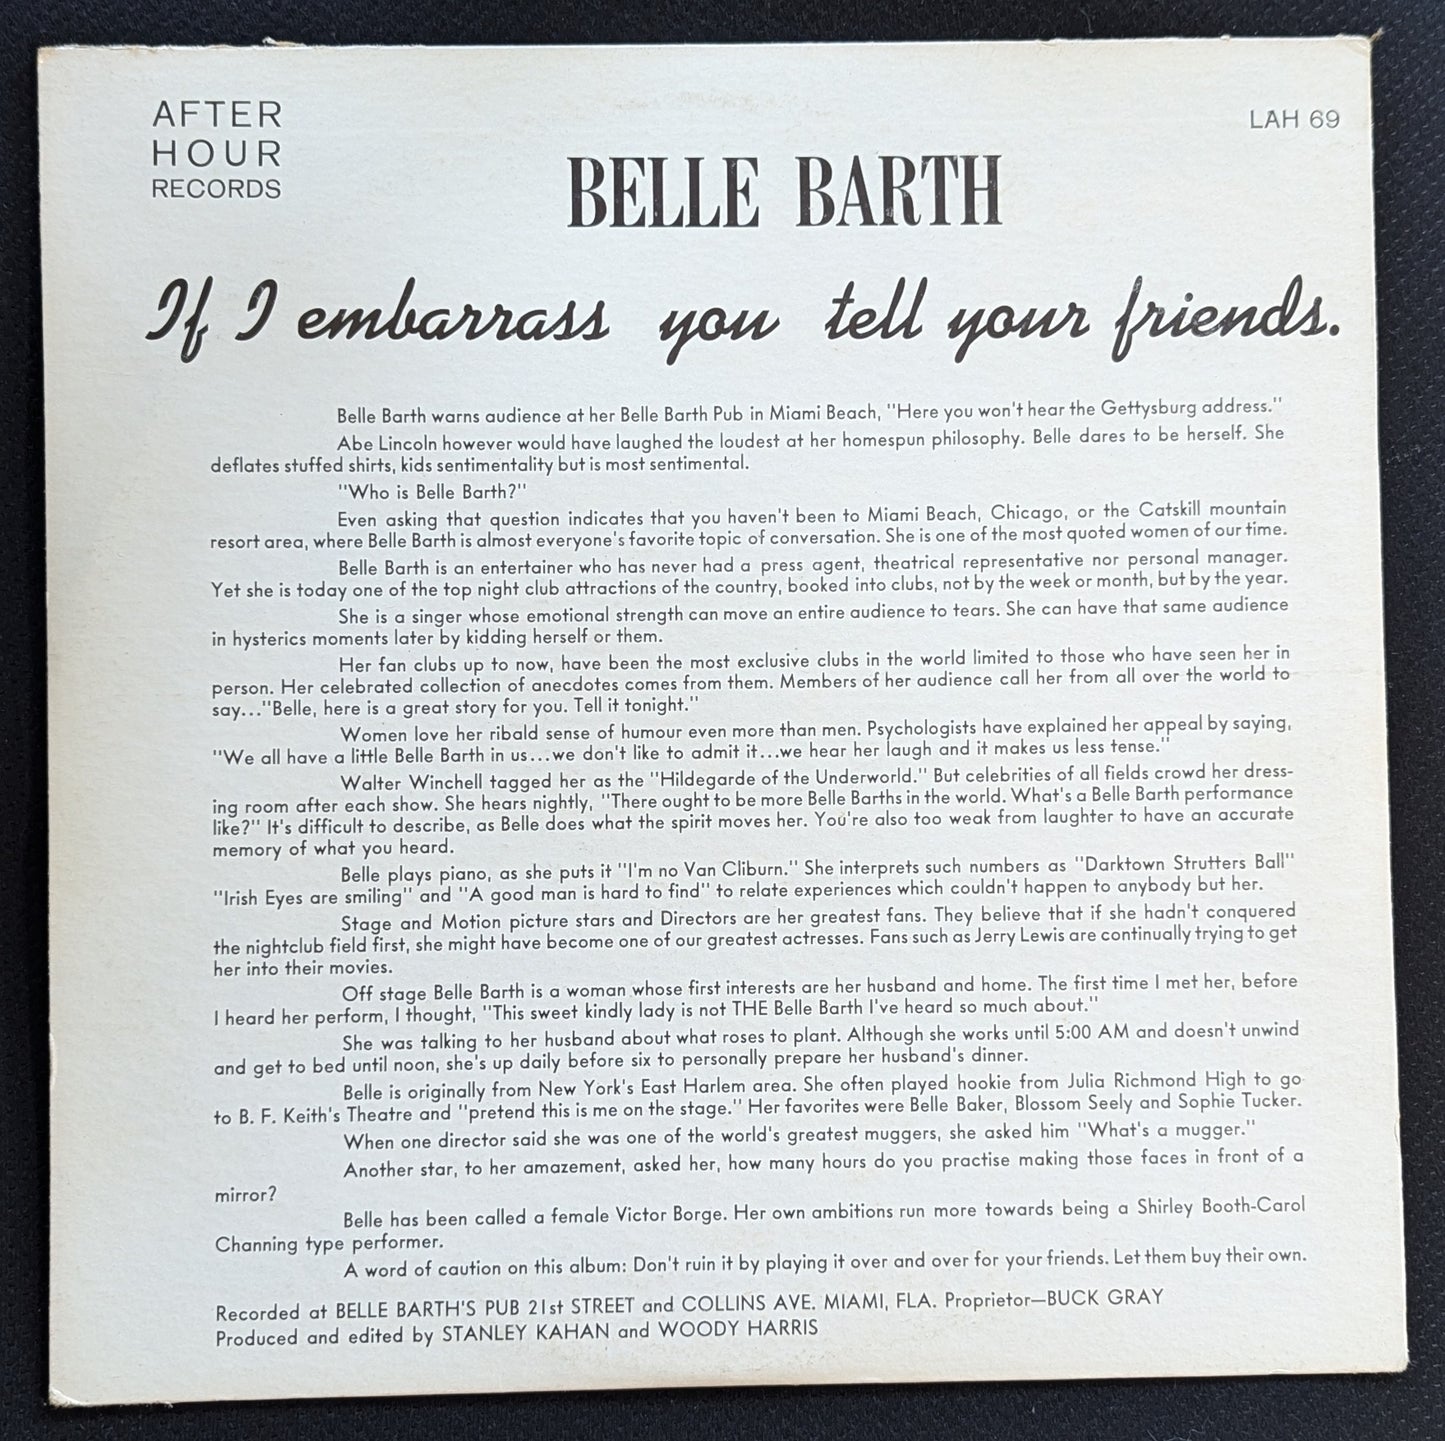 AFTER
HOUR
RECORDS
LAH 69
BELLE BARTH
If I embarrass you tell your friends.
Belle Barth warns audience at her Belle Barth Pub in Miami Beach, "Here you won't hear the Gettysburg address."
Abe Lincoln however would have laughed the loudest at her homespun philosophy. Belle dares to be herself. She
deflates stuffed shirts, kids sentimentality but is most sentimental.
"Who is Belle Barth?"
Even asking that question indicates that you haven't been to Miami Beach, Chicago, or the Catskill mountain
resort area, where Belle Barth is almost everyone's favorite topic of conversation. She is one of the most quoted women of our time.
Belle Barth is an entertainer who has never had a press agent, theatrical representative nor personal manager.
Yet she is today one of the top night club attractions of the country, booked into clubs, not by the week or month, but by the year.
She is a singer whose emotional strength can move an entire audience to tears. She can have that same audience
in hysterics moments later by kidding herself or them.
Her fan clubs up to now, have been the most exclusive clubs in the world limited to those who have seen her in
person. Her celebrated collection of anecdotes comes from them. Members of her audience call her from all over the world to
say..."Belle, here is a great story for you. Tell it tonight."
Women love her ribald sense of humour even more than men. Psychologists have explained her appeal by saying,
"We all have a little Belle Barth in us...we don't like to admit it...we hear her laugh and it makes us less tense."
Walter Winchell tagged her as the "Hildegarde of the Underworld." But celebrities of all fields crowd her dress-
ing room after each show. She hears nightly, "There ought to be more Belle Barths in the world. What's a Belle Barth performance
like?" It's difficult to describe, as Belle does what the spirit moves her. You're also too weak from laughter to have an accurate
memory of what you heard.
Belle plays piano, as she puts it "I'm no Van Cliburn." She interprets such numbers as "Darktown Strutters Ball"
"Irish Eyes are smiling" and "A good man is hard to find" to relate experiences which couldn't happen to anybody but her.
Stage and Motion picture stars and Directors are her greatest fans. They believe that if she hadn't conquered
the nightclub field first, she might have become one of our greatest actresses. Fans such as Jerry Lewis are continually trying to get
her into their movies.
Off stage Belle Barth is a woman whose first interests are her husband and home. The first time I met her, before
I heard her perform, I thought, "This sweet kindly lady is not THE Belle Barth I've heard so much about."
She was talking to her husband about what roses to plant. Although she works until 5:00 AM and doesn't unwind
and get to bed until noon, she's up daily before six to personally prepare her husband's dinner.
Belle is originally from New York's East Harlem area. She often played hookie from Julia Richmond High to go
to B. F. Keith's Theatre and "pretend this is me on the stage." Her favorites were Belle Baker, Blossom Seely and Sophie Tucker.
When one director said she was one of the world's greatest muggers, she asked him "What's a mugger."
Another star, to her amazement, asked her, how many hours do you practise making those faces in front of a
mirror?
Belle has been called a female Victor Borge. Her own ambitions run more towards being a Shirley Booth-Carol
Channing type performer.
A word of caution on this album: Don't ruin it by playing it over and over for your friends. Let them buy their own.
Recorded at BELLE BARTH'S PUB 21st STREET and COLLINS AVE. MIAMI, FLA. Proprietor—BUCK GRAY
Produced and edited by STANLEY KAHAN and WOODY HARRIS